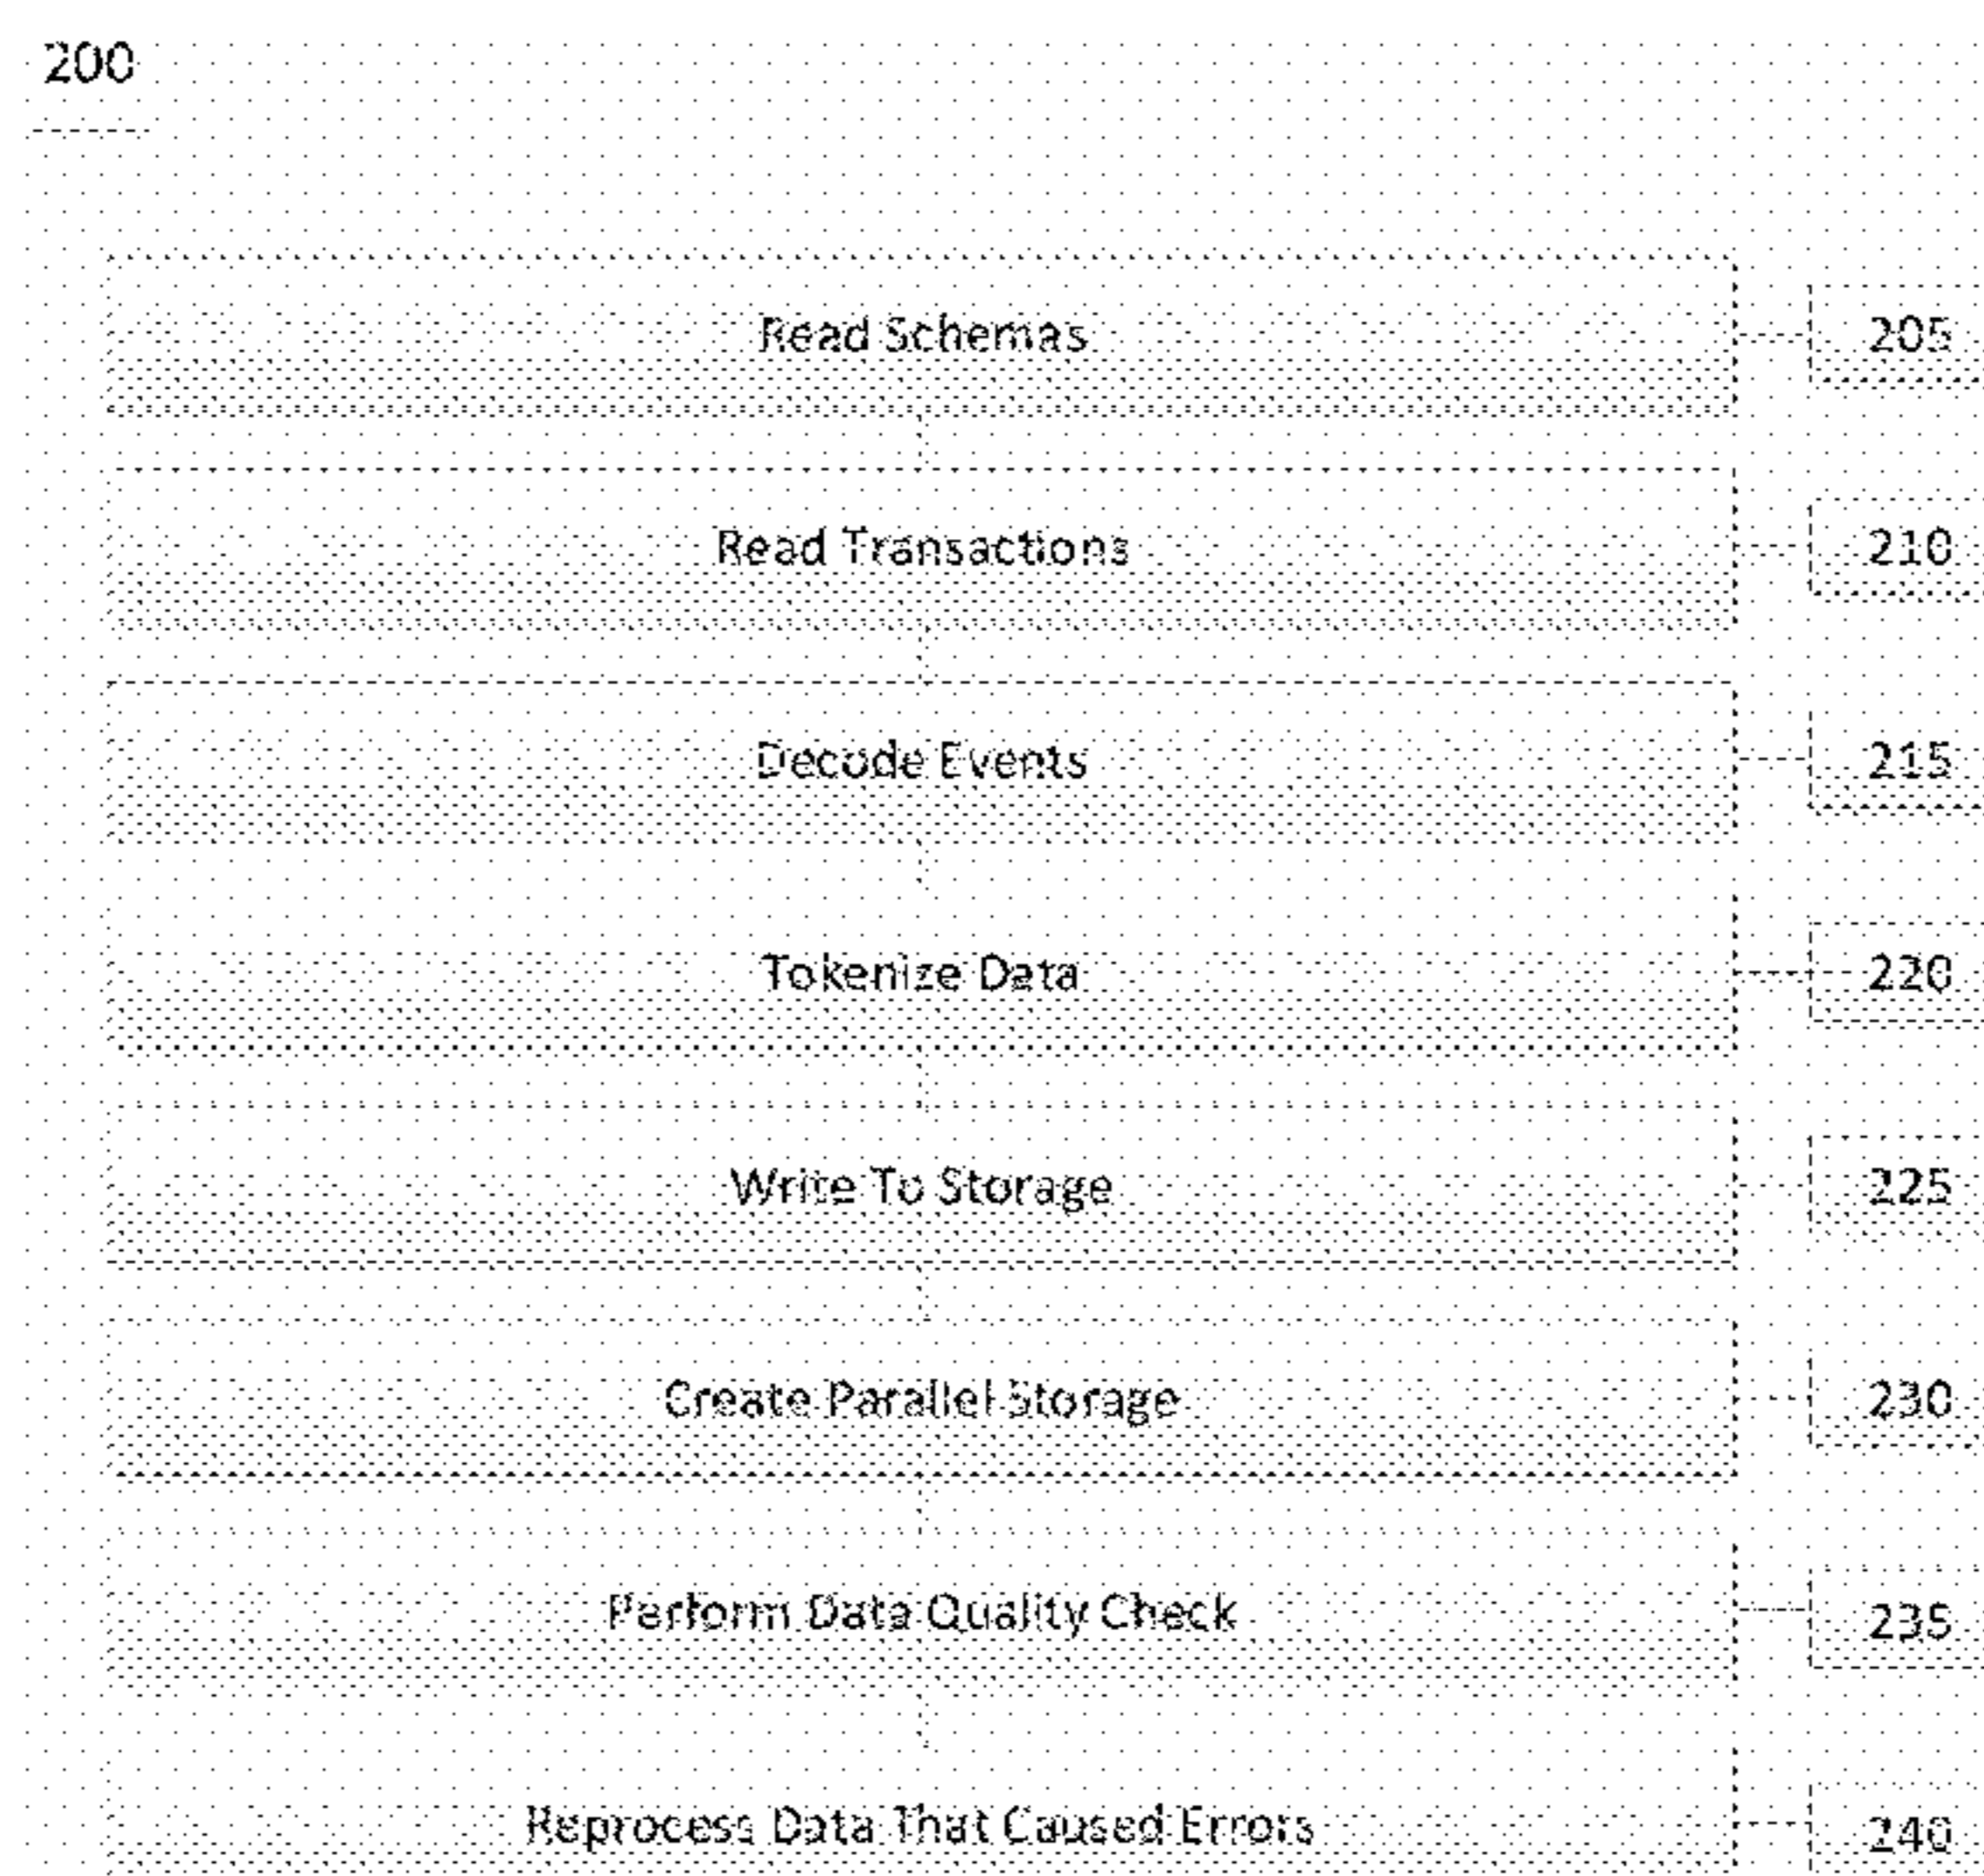 200
Read Schemas 205
Read Transactions 210
Decode Events 215
Tokenize Data 220
Write To Storage 225
Create Parallel Storage 230
Perform Data Quality Check 235
Reprocess Data That Caused Errors 240